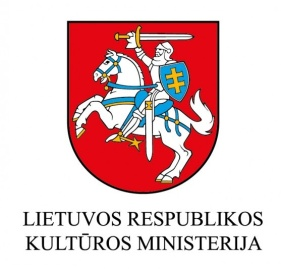 LIETUVOS RESPUBLIKOS
KULTŪROS MINISTERIJA